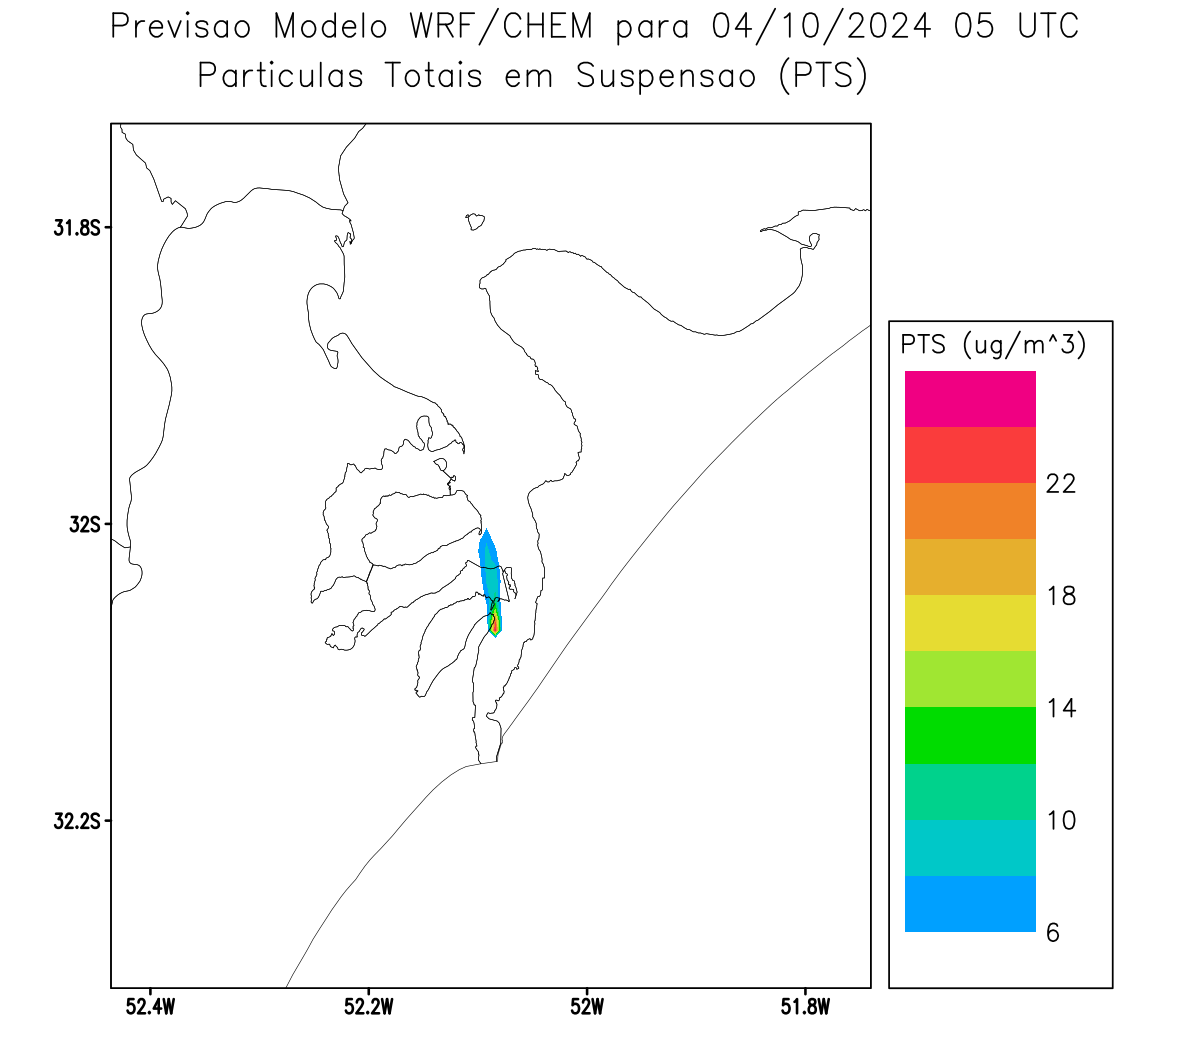 Previsao Modelo WRF/CHEM para 04/10/2024 05 UTC
Particulas Totais em Suspensao (PTS)
31.8S
32S
32.2S
52.4W
52.2W
52W
51.8W
PTS (ug/m^3)
22
18
14
10
6